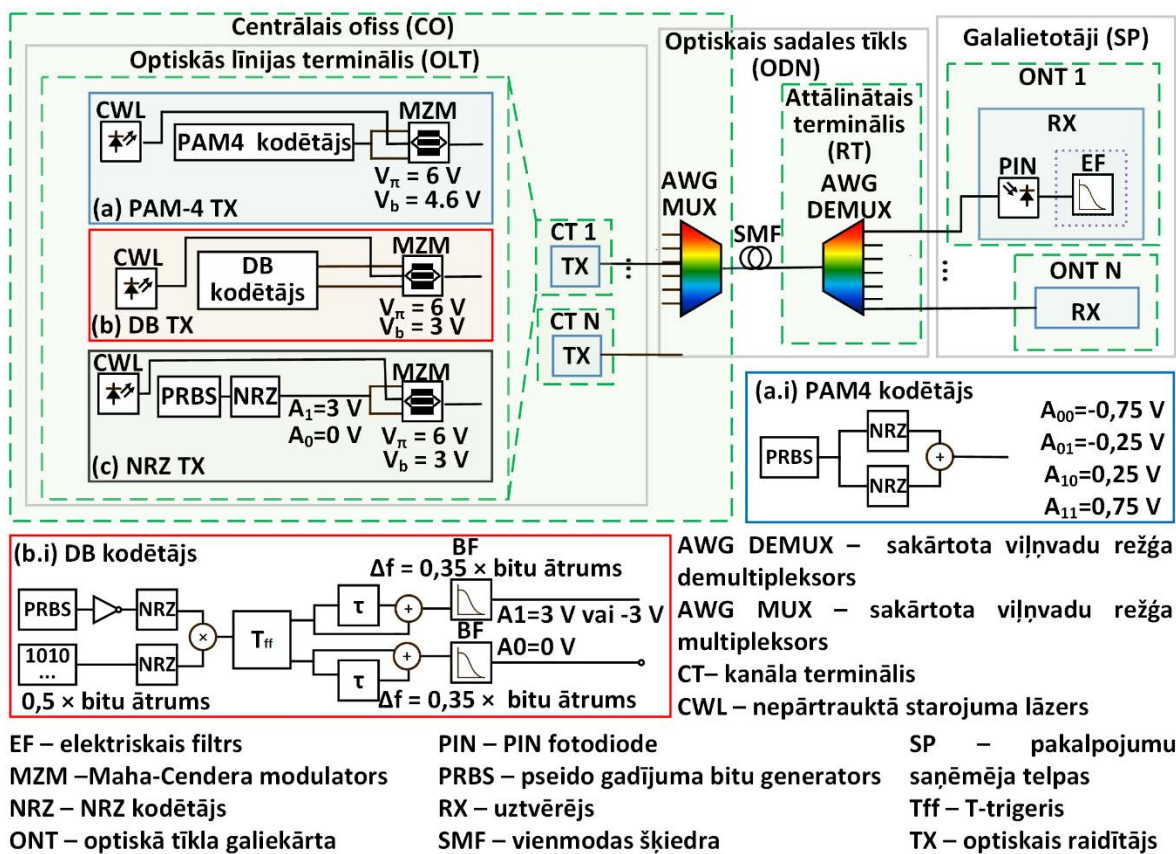 Centrālais ofiss (CO)
Optiskās līnijas terminālis (OLT)
CWL
MZM
PAM4 kodētājs
Vπ = 6 V
Vb = 4.6 V
(a) PAM-4 TX
CWL
MZM
DB
kodētājs
Vπ = 6 V
Vb = 3 V
(b) DB TX
CWL
MZM
PRBS
NRZ
A1=3 V
A0=0 V
Vπ = 6 V
Vb = 3 V
(c) NRZ TX
CT 1
TX
...
CT N
TX
Optiskais sadales tīkls
(ODN)
AWG
MUX
SMF
Attālinātais
terminālis
(RT)
AWG
DEMUX
Galalietotāji (SP)
ONT 1
RX
PIN
EF
...
ONT N
RX
(a.i) PAM4 kodētājs
PRBS
NRZ
+
NRZ
A00=-0,75 V
A01=-0,25 V
A10=0,25 V
A11=0,75 V
(b.i) DB kodētājs
PRBS
NRZ
×
1010
...
NRZ
0,5 × bitu ātrums
Tff
BF
Δf = 0,35 × bitu ātrums
τ
+
A1=3 V vai -3 V
BF
A0=0 V
+
τ
Δf = 0,35 × bitu ātrums
AWG DEMUX – sakārtota viļņvadu režģa
demultipleksors
AWG MUX – sakārtota viļņvadu režģa
multipleksors
CT– kanāla terminālis
CWL – nepārtrauktā starojuma lāzers
EF – elektriskais filtrs
MZM –Maha-Cendera modulators
NRZ – NRZ kodētājs
ONT – optiskā tīkla galiekārta
PIN – PIN fotodiode
PRBS – pseido gadījuma bitu generators
RX – uztvērējs
SMF – vienmodas šķiedra
SP – pakalpojumu
saņēmēja telpas
Tff – T-trigeris
TX – optiskais raidītājs